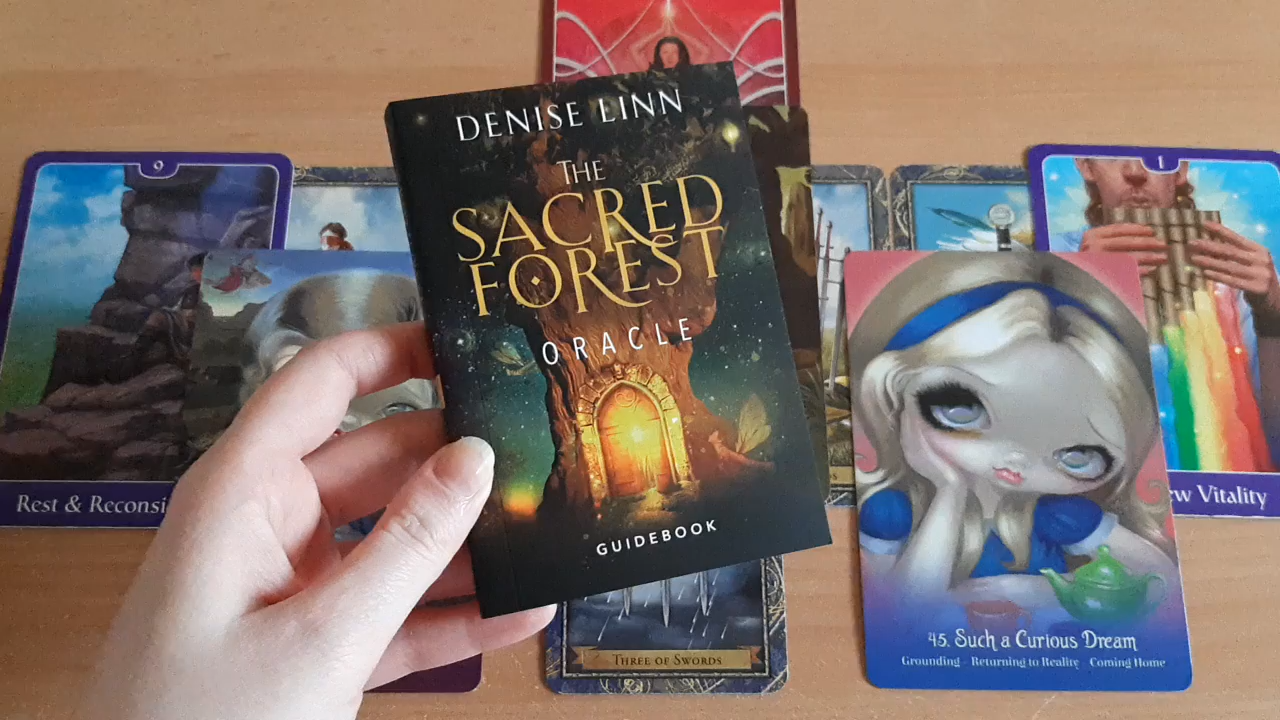 DENISE LINN
THE
SACRED
FOREST
ORACLE
GUIDEBOOK
9
Rest &
1
Vitality
THREE OF SWORDS
45. Such a Curious Dream
Grounding - Returning to Reality - Coming Home